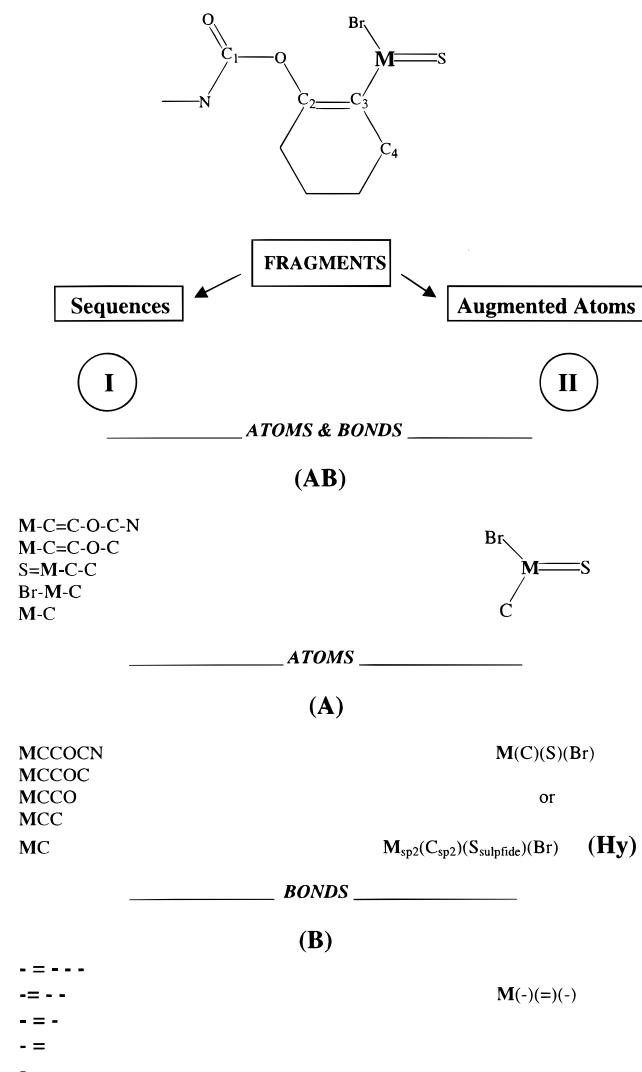 O
Br
C1
O
M
S
N
C2
C3
C4
FRAGMENTS
Sequences
Augmented Atoms
I
II
ATOMS & BONDS
(AB)
M-C=C-O-C-N
M-C=C-O-C
S=M-C-C
Br-M-C
M-C
Br
M
S
C
ATOMS
(A)
MCCOCN
M(C)(S)(Br)
MCCOC
MCCO
or
MCC
MC
Msp2(Csp2)(Ssulpfide)(Br) (Hy)
BONDS
(B)
- = - - -
-= - -
M(-)(=)(-)
- = -
- =
-